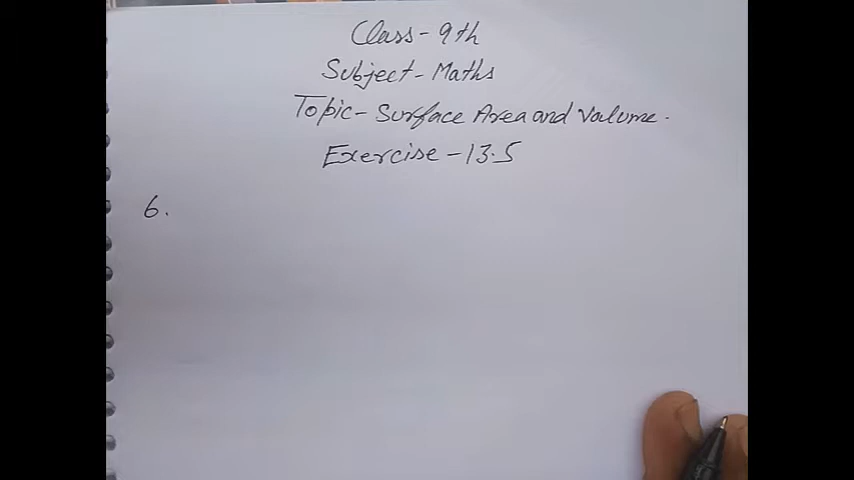 Class - 9th
Subject - Maths
Topic - Surface Area and Volume.
Exercise - 13.5
6.